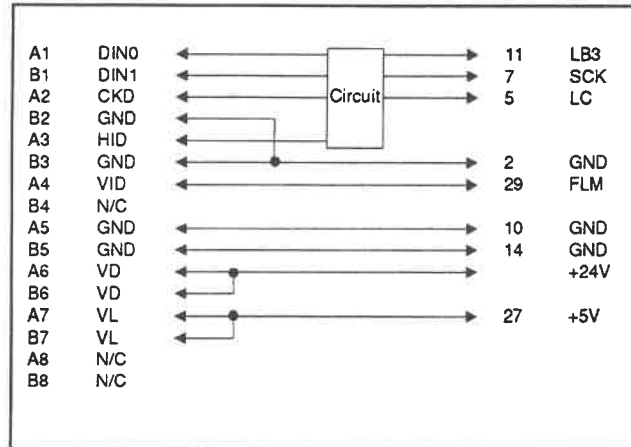 A1 DIN0 11 LB3
B1 DIN1 7 SCK
A2 CKD Circuit 5 LC
B2 GND
A3 HID
B3 GND 2 GND
A4 VID 29 FLM
B4 N/C
A5 GND 10 GND
B5 GND 14 GND
A6 VD +24V
B6 VD
A7 VL 27 +5V
B7 VL
A8 N/C
B8 N/C